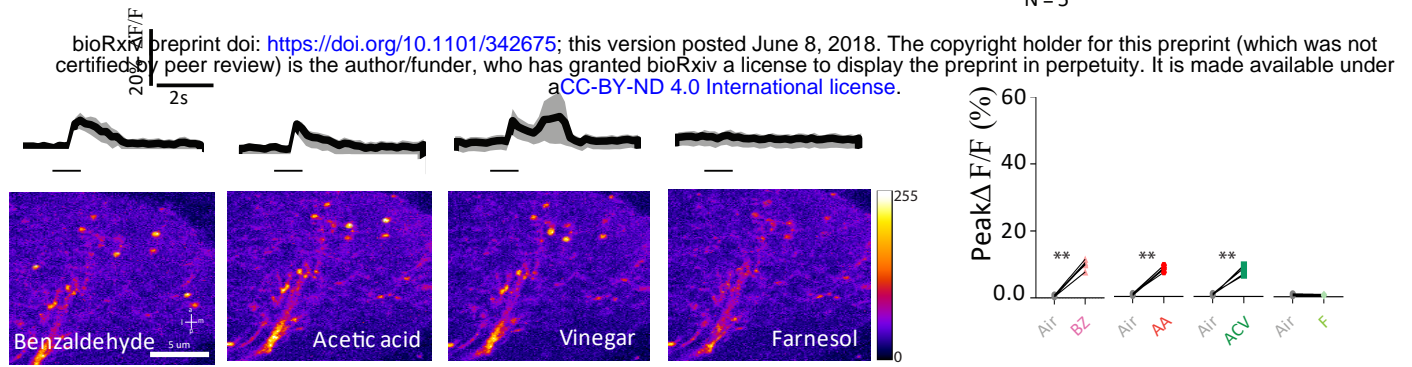 N = 5
bioRxiv preprint doi: https://doi.org/10.1101/342675; this version posted June 8, 2018. The copyright holder for this preprint (which was not
certified by peer review) is the author/funder, who has granted bioRxiv a license to display the preprint in perpetuity. It is made available under
aCC-BY-ND 4.0 International license.
20% ΔF/F
2s
Benzaldehyde
5 um
a
l
m
p
Acetic acid
Vinegar
Farnesol
255
0
PeakΔ F/F (%)
60
40
20
0.0
**
**
**
Air
BZ
Air
AA
Air
ACV
Air
F